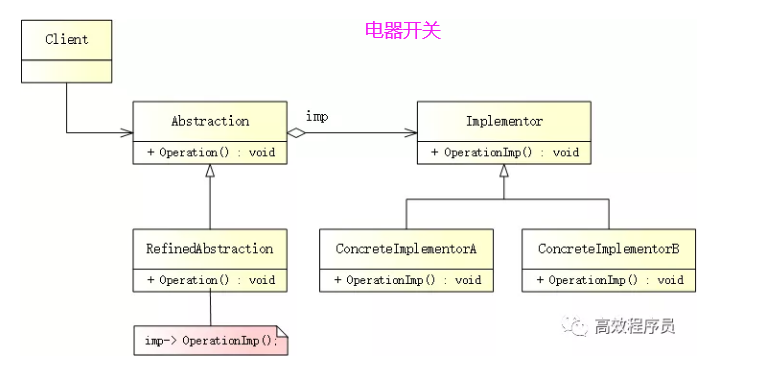 电器开关
Client
Abstraction
+ Operation() : void
imp
Implementor
+ OperationImp() : void
RefinedAbstraction
+ Operation() : void
ConcreteImplementorA
+ OperationImp() : void
ConcreteImplementorB
+ OperationImp() : void
imp-> OperationImp();
高效程序员